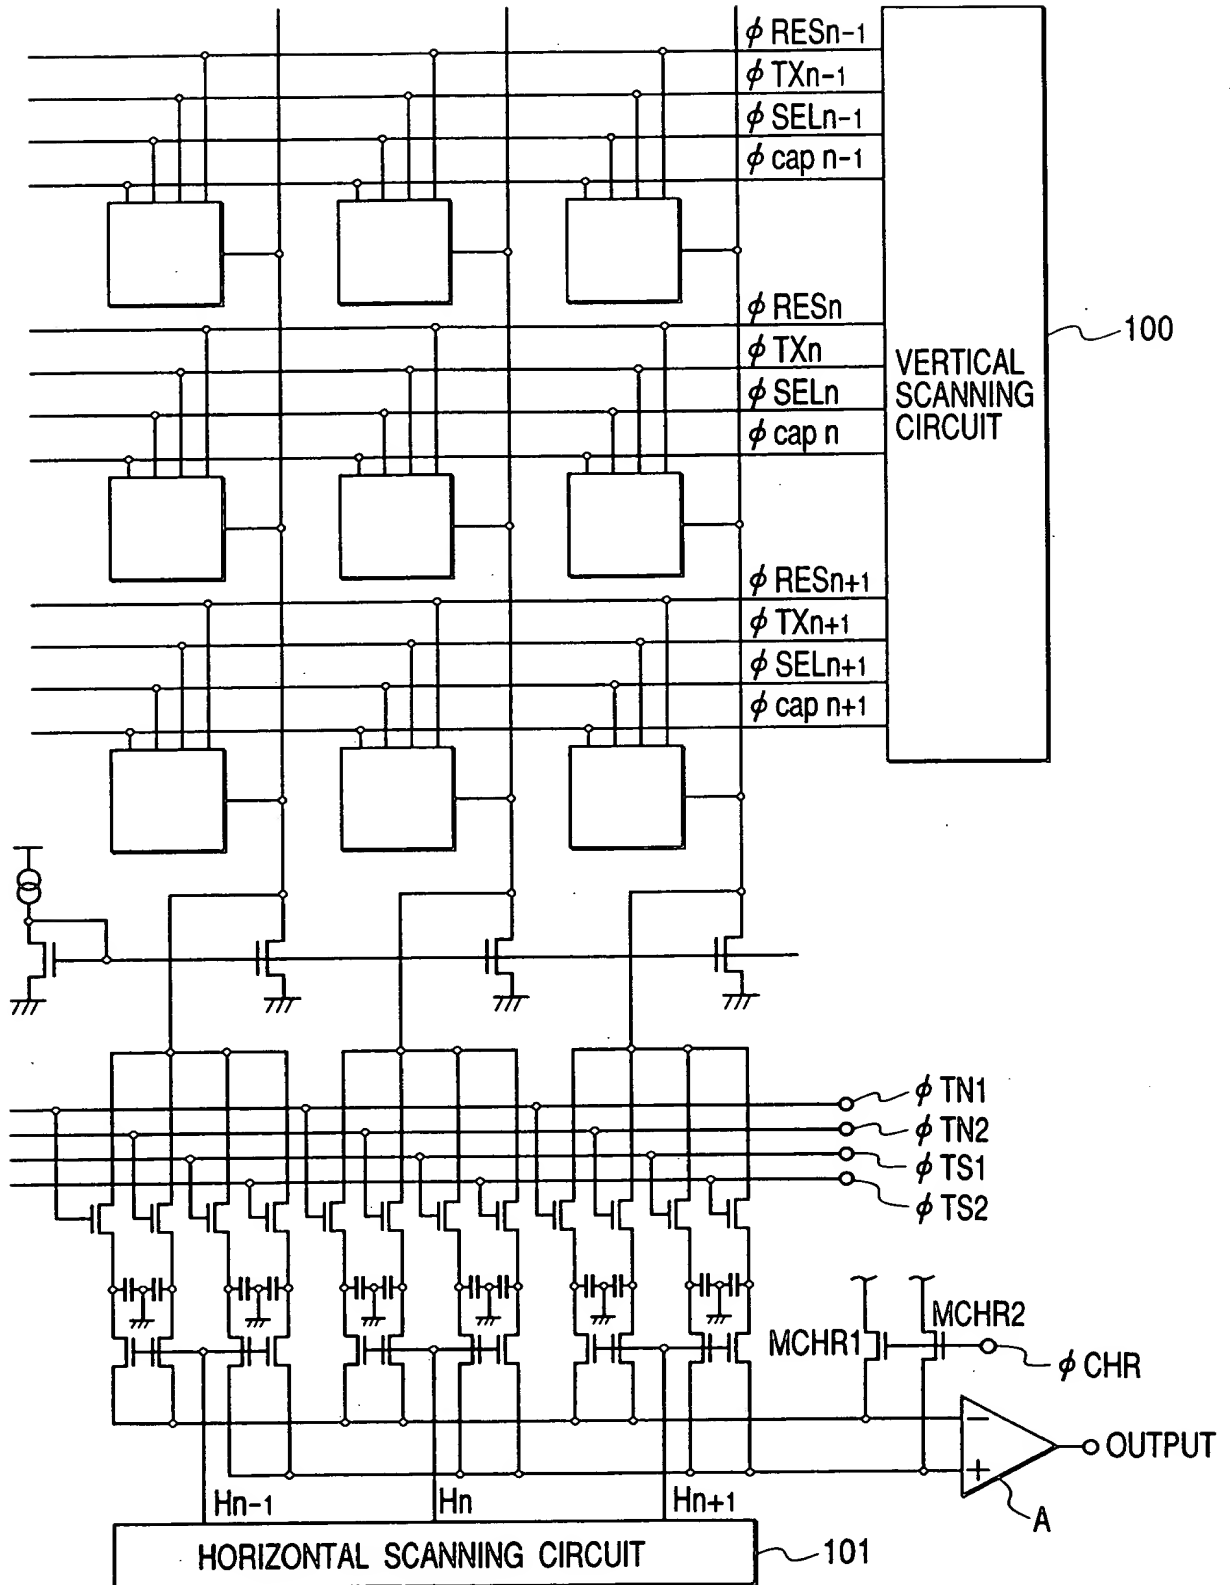 ϕ RESn-1
ϕ TXn-1
ϕ SELn-1
ϕ cap n-1
ϕ RESn
ϕ TXn
ϕ SELn
ϕ cap n
VERTICAL
SCANNING
CIRCUIT
100
ϕ RESn+1
ϕ TXn+1
ϕ SELn+1
ϕ cap n+1
ϕ TN1
ϕ TN2
ϕ TS1
ϕ TS2
MCHR2
MCHR1
ϕ CHR
−
+
OUTPUT
A
Hn-1
Hn
Hn+1
HORIZONTAL SCANNING CIRCUIT
101